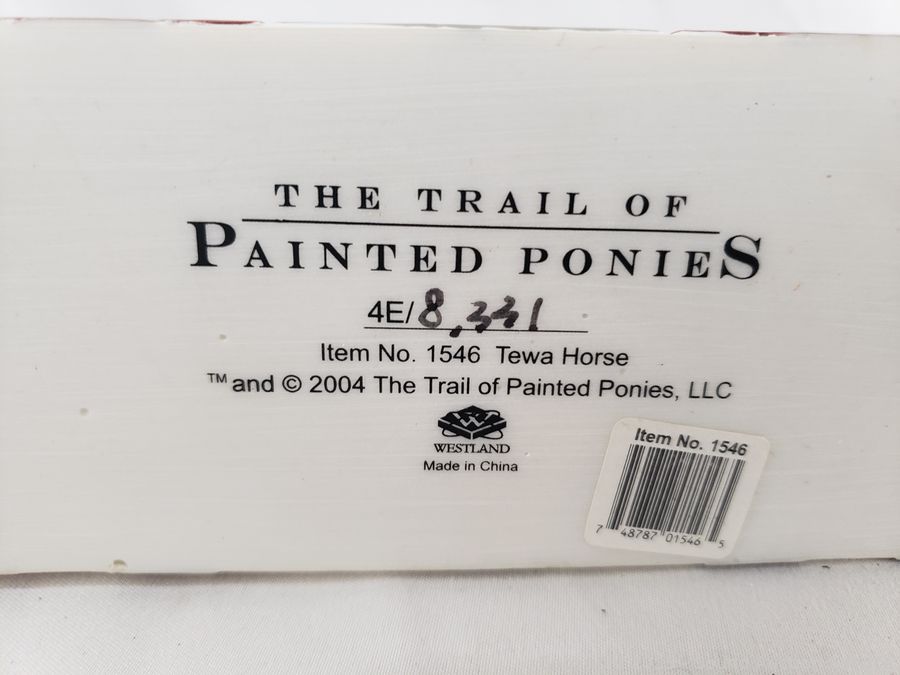 THE TRAIL OF
PAINTED PONIES
4E/8,331
Item No. 1546 Tewa Horse
™ and © 2004 The Trail of Painted Ponies, LLC
WESTLAND
Made in China
Item No. 1546
7 48787 01546 5